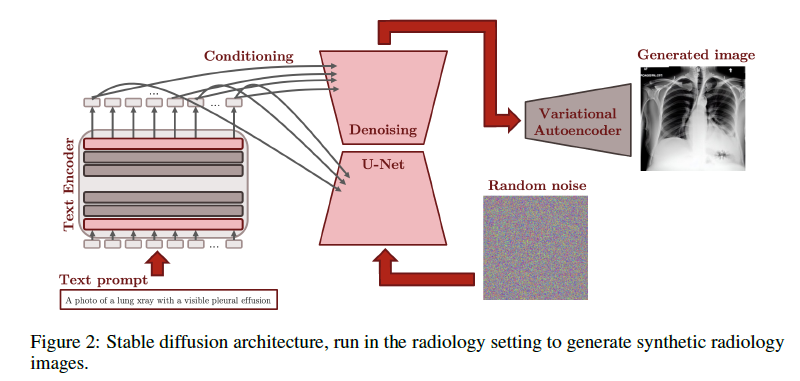 Conditioning
Generated image
...
...
Denoising
Variational
Autoencoder
U-Net
Text Encoder
Random noise
...
Text prompt
A photo of a lung xray with a visible pleural effusion
Figure 2: Stable diffusion architecture, run in the radiology setting to generate synthetic radiology
images.